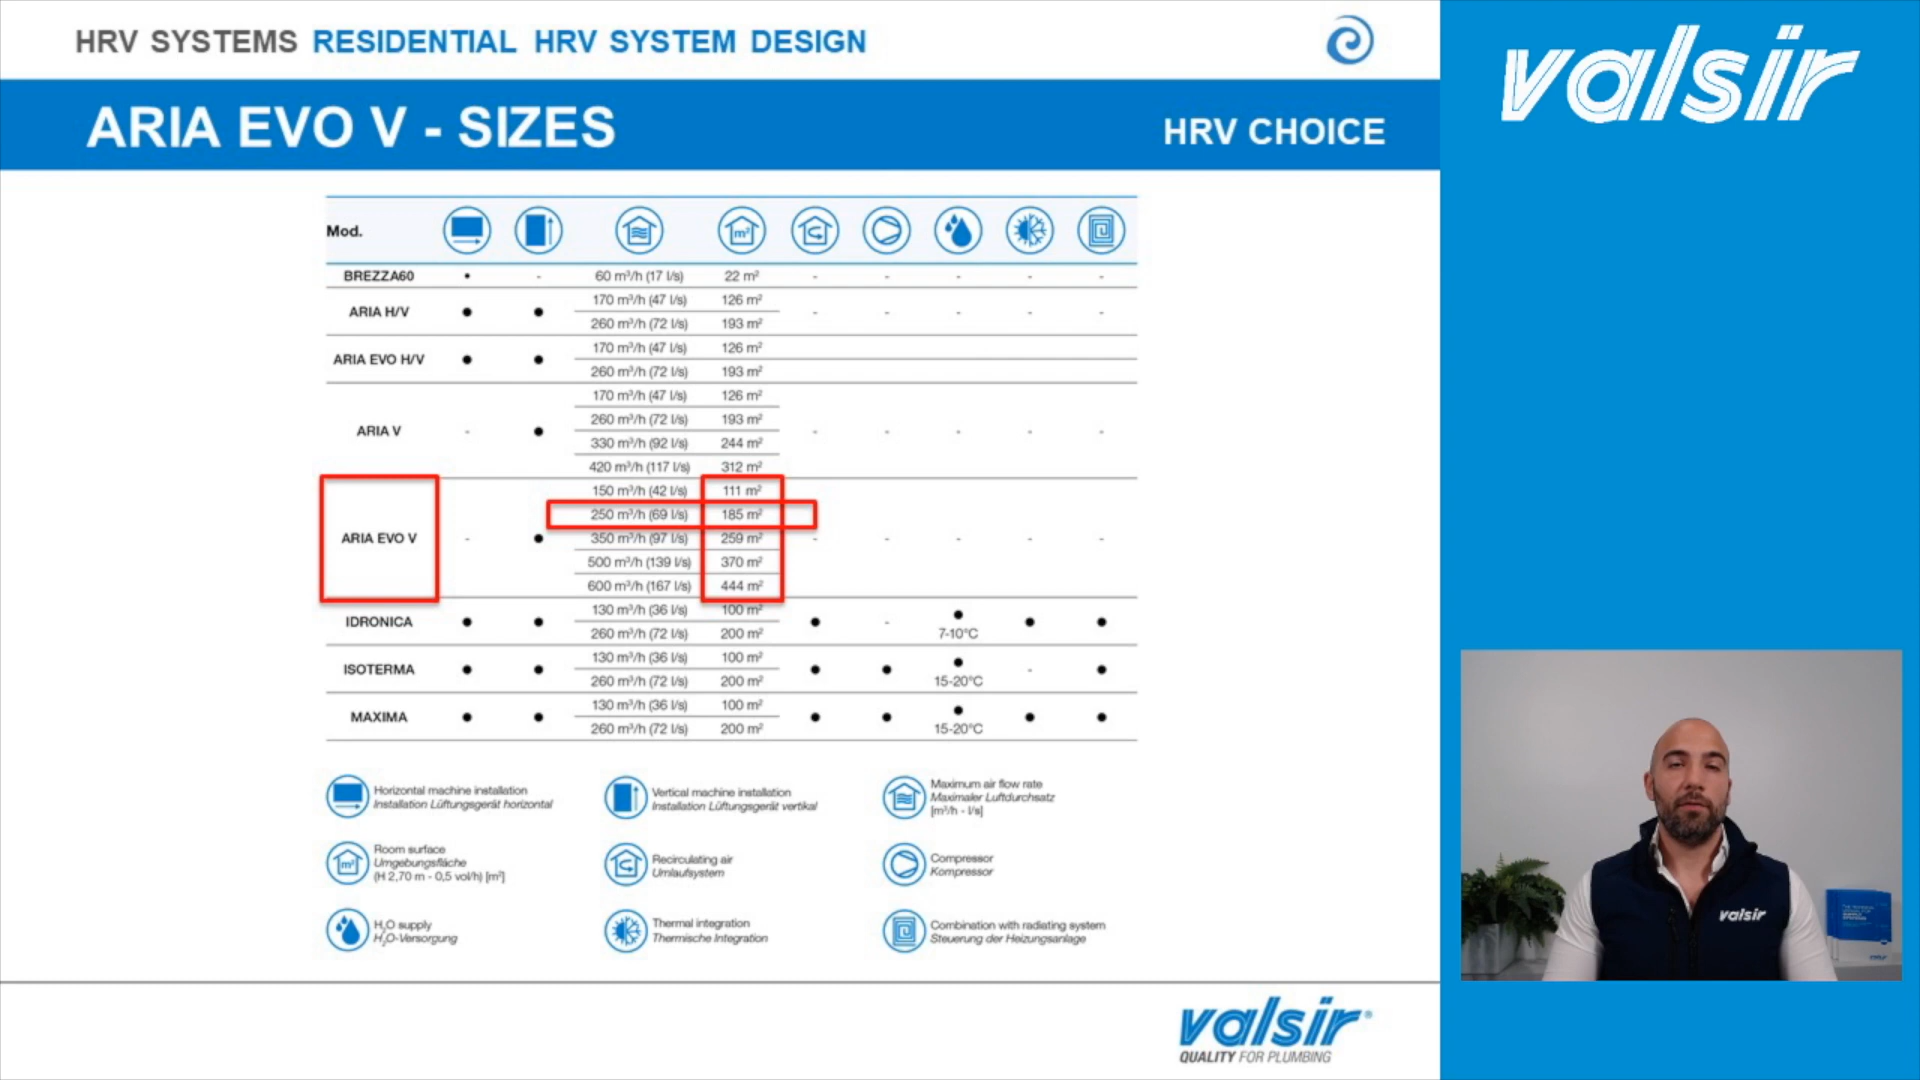 HRV SYSTEMS RESIDENTIAL HRV SYSTEM DESIGN
valsir
ARIA EVO V - SIZES
HRV CHOICE
Mod.
m²
BREZZA60 • - 60 m³/h (17 l/s) 22 m² - - - - -
ARIA H/V ● ● 170 m³/h (47 l/s) 126 m² - - - - -
260 m³/h (72 l/s) 193 m²
ARIA EVO H/V ● ● 170 m³/h (47 l/s) 126 m²
260 m³/h (72 l/s) 193 m²
ARIA V - ● 170 m³/h (47 l/s) 126 m² - - - - -
260 m³/h (72 l/s) 193 m²
330 m³/h (92 l/s) 244 m²
420 m³/h (117 l/s) 312 m²
ARIA EVO V - ● 150 m³/h (42 l/s) 111 m² - - - - -
250 m³/h (69 l/s) 185 m²
350 m³/h (97 l/s) 259 m²
500 m³/h (139 l/s) 370 m²
600 m³/h (167 l/s) 444 m²
IDRONICA ● ● 130 m³/h (36 l/s) 100 m² ● - ● ● ●
260 m³/h (72 l/s) 200 m² 7-10°C
ISOTERMA ● ● 130 m³/h (36 l/s) 100 m² ● ● ● - ●
260 m³/h (72 l/s) 200 m² 15-20°C
MAXIMA ● ● 130 m³/h (36 l/s) 100 m² ● ● ● ● ●
260 m³/h (72 l/s) 200 m² 15-20°C
Horizontal machine installation
Installation Lüftungsgerät horizontal
Vertical machine installation
Installation Lüftungsgerät vertikal
Maximum air flow rate
Maximaler Luftdurchsatz
[m³/h - l/s]
m²
Room surface
Umgebungsfläche
(H 2,70 m - 0,5 vol/h) [m²]
Recirculating air
Umlaufsystem
Compressor
Kompressor
H₂O supply
H₂O-Versorgung
Thermal integration
Thermische Integration
Combination with radiating system
Steuerung der Heizungsanlage
valsir
valsir®
QUALITY FOR PLUMBING